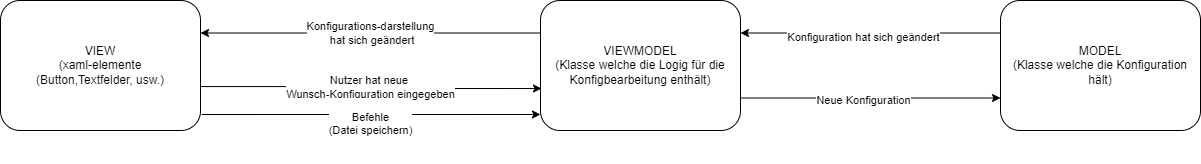 VIEW
(xaml-elemente
(Button,Textfelder, usw.)
Konfigurations-darstellung
hat sich geändert
Nutzer hat neue
Wunsch-Konfiguration eingegeben
Befehle
(Datei speichern)
VIEWMODEL
(Klasse welche die Logig für die
Konfigbearbeitung enthält)
Konfiguration hat sich geändert
Neue Konfiguration
MODEL
(Klasse welche die Konfiguration
hält)